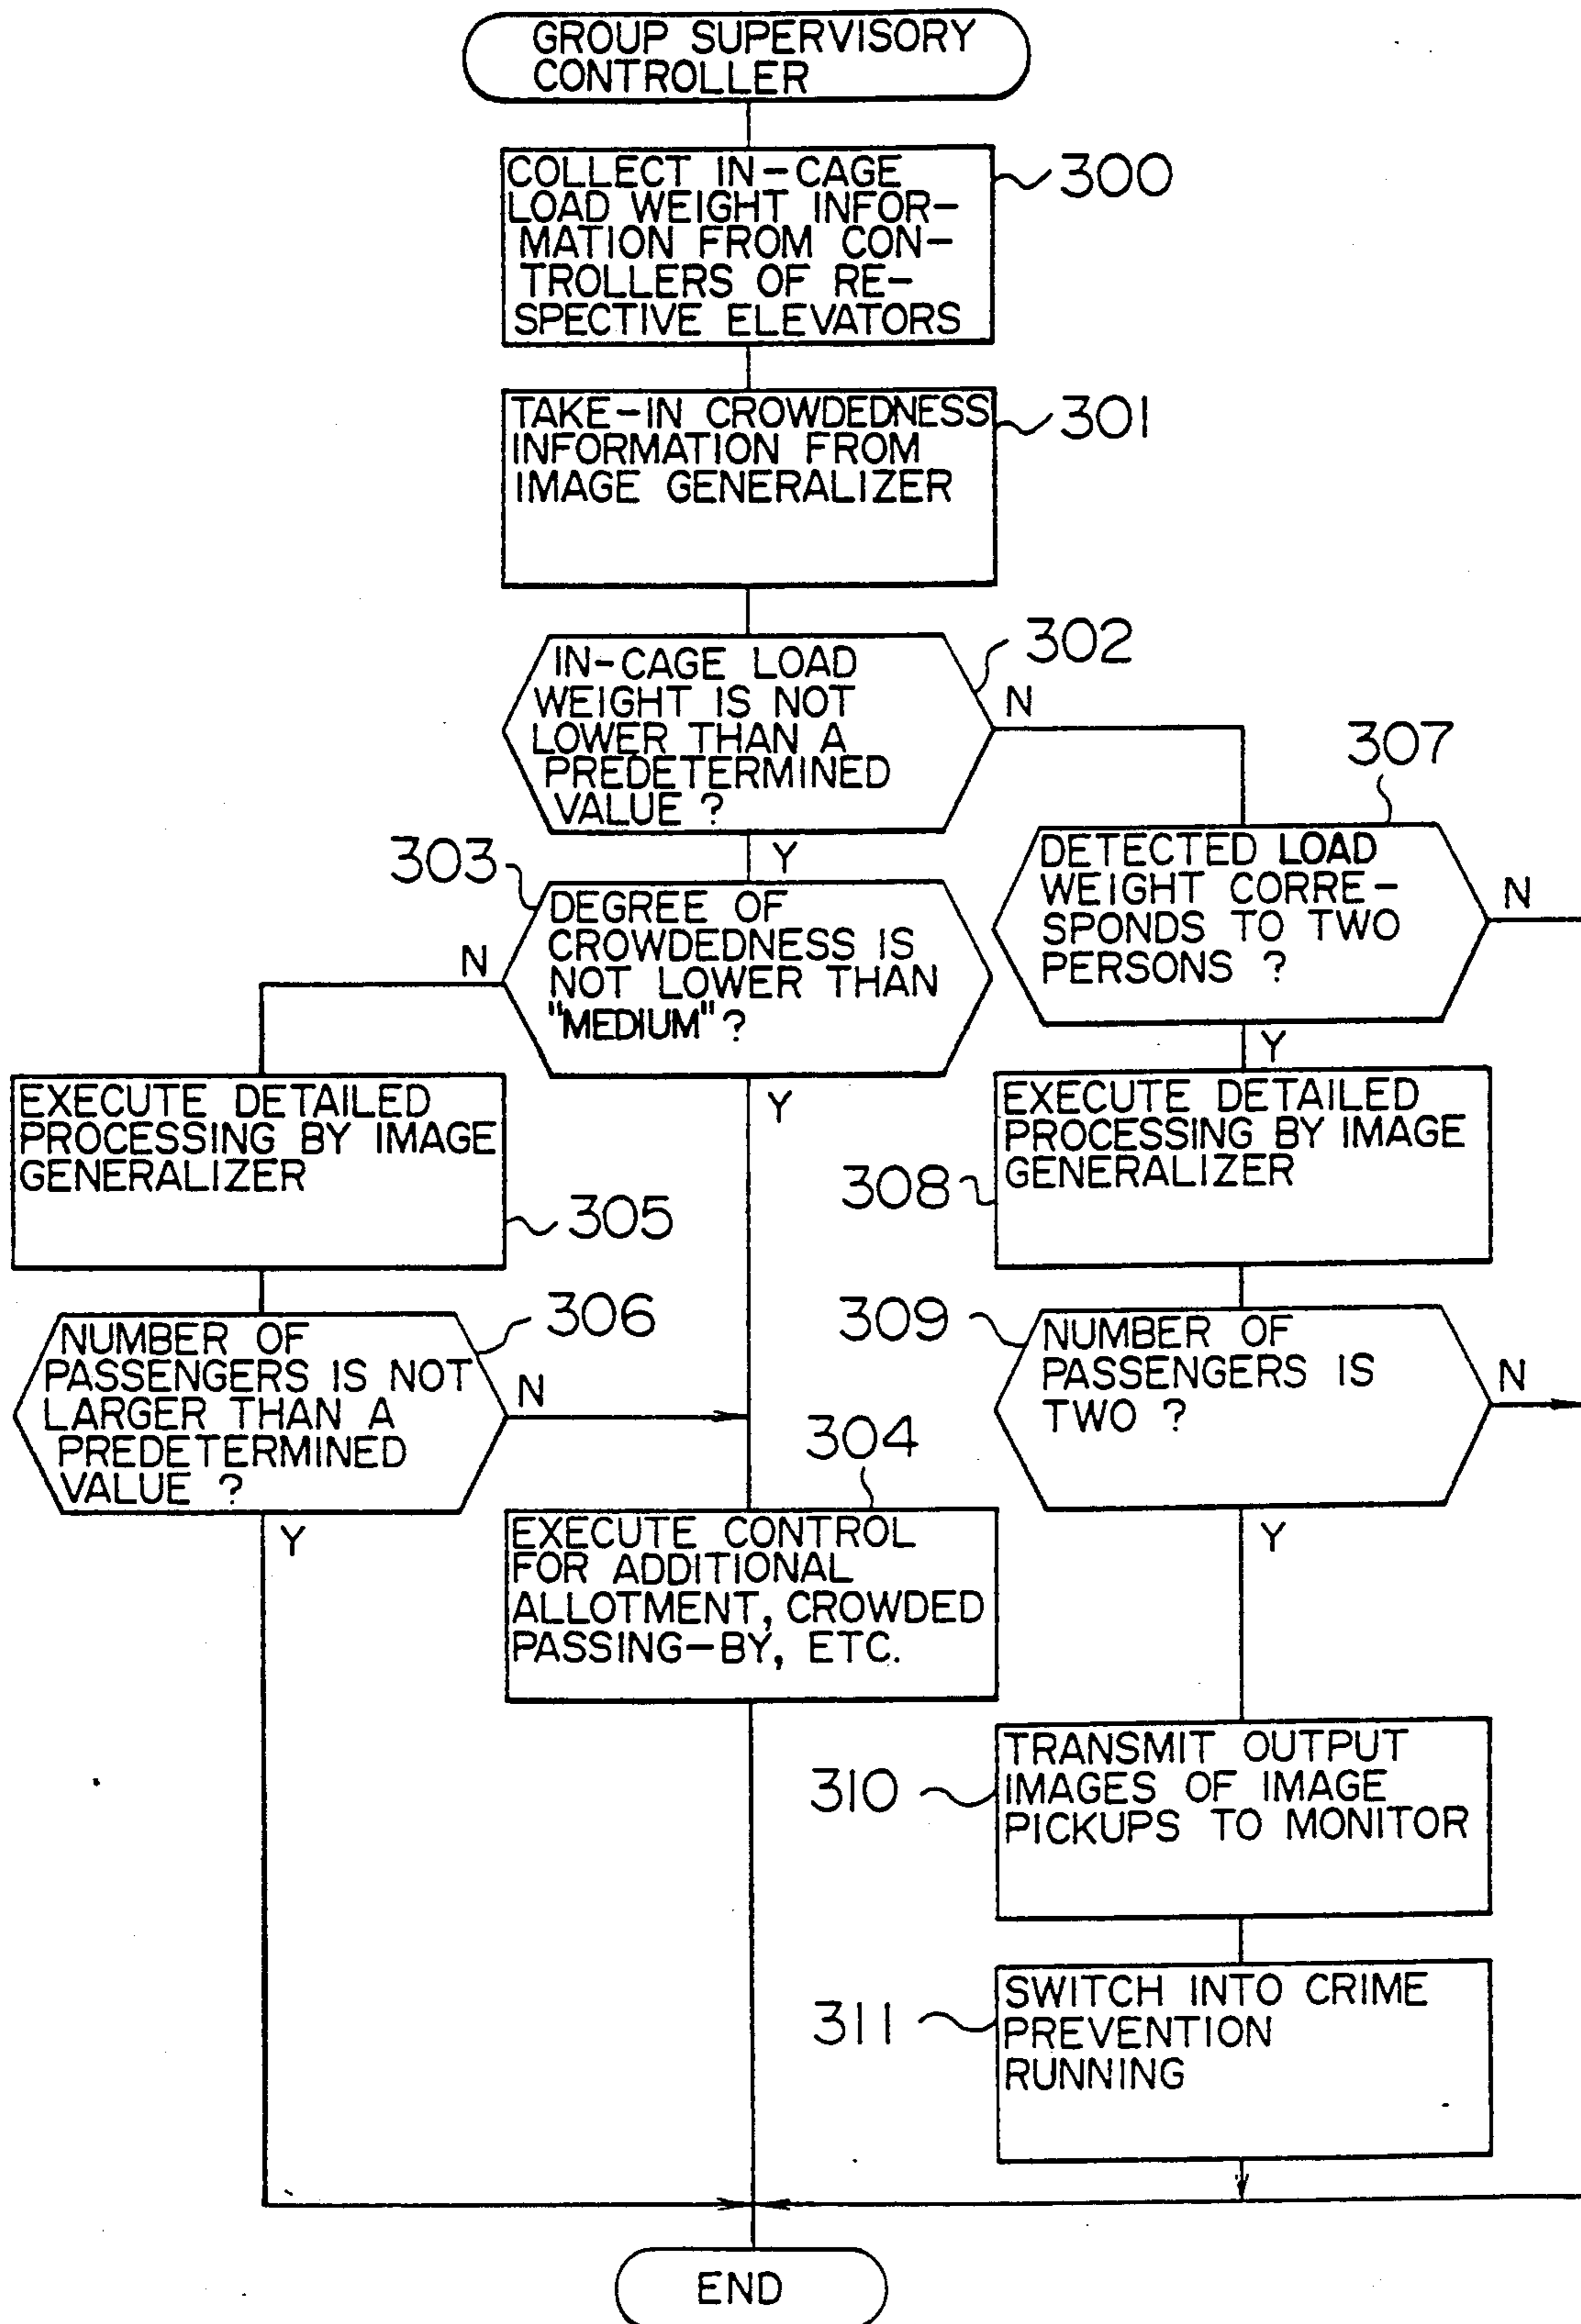 GROUP SUPERVISORY
CONTROLLER
COLLECT IN-CAGE
LOAD WEIGHT INFOR-
MATION FROM CON-
TROLLERS OF RE-
SPECTIVE ELEVATORS
300
TAKE-IN CROWDEDNESS
INFORMATION FROM
IMAGE GENERALIZER
301
IN-CAGE LOAD
WEIGHT IS NOT
LOWER THAN A
PREDETERMINED
VALUE ?
302
N
Y
303
DEGREE OF
CROWDEDNESS IS
NOT LOWER THAN
"MEDIUM" ?
N
Y
307
DETECTED LOAD
WEIGHT CORRE-
SPONDS TO TWO
PERSONS ?
N
Y
EXECUTE DETAILED
PROCESSING BY IMAGE
GENERALIZER
305
EXECUTE DETAILED
PROCESSING BY IMAGE
GENERALIZER
308
NUMBER OF
PASSENGERS IS NOT
LARGER THAN A
PREDETERMINED
VALUE ?
306
N
Y
309
NUMBER OF
PASSENGERS IS
TWO ?
N
Y
304
EXECUTE CONTROL
FOR ADDITIONAL
ALLOTMENT, CROWDED
PASSING-BY, ETC.
310
TRANSMIT OUTPUT
IMAGES OF IMAGE
PICKUPS TO MONITOR
311
SWITCH INTO CRIME
PREVENTION
RUNNING
END